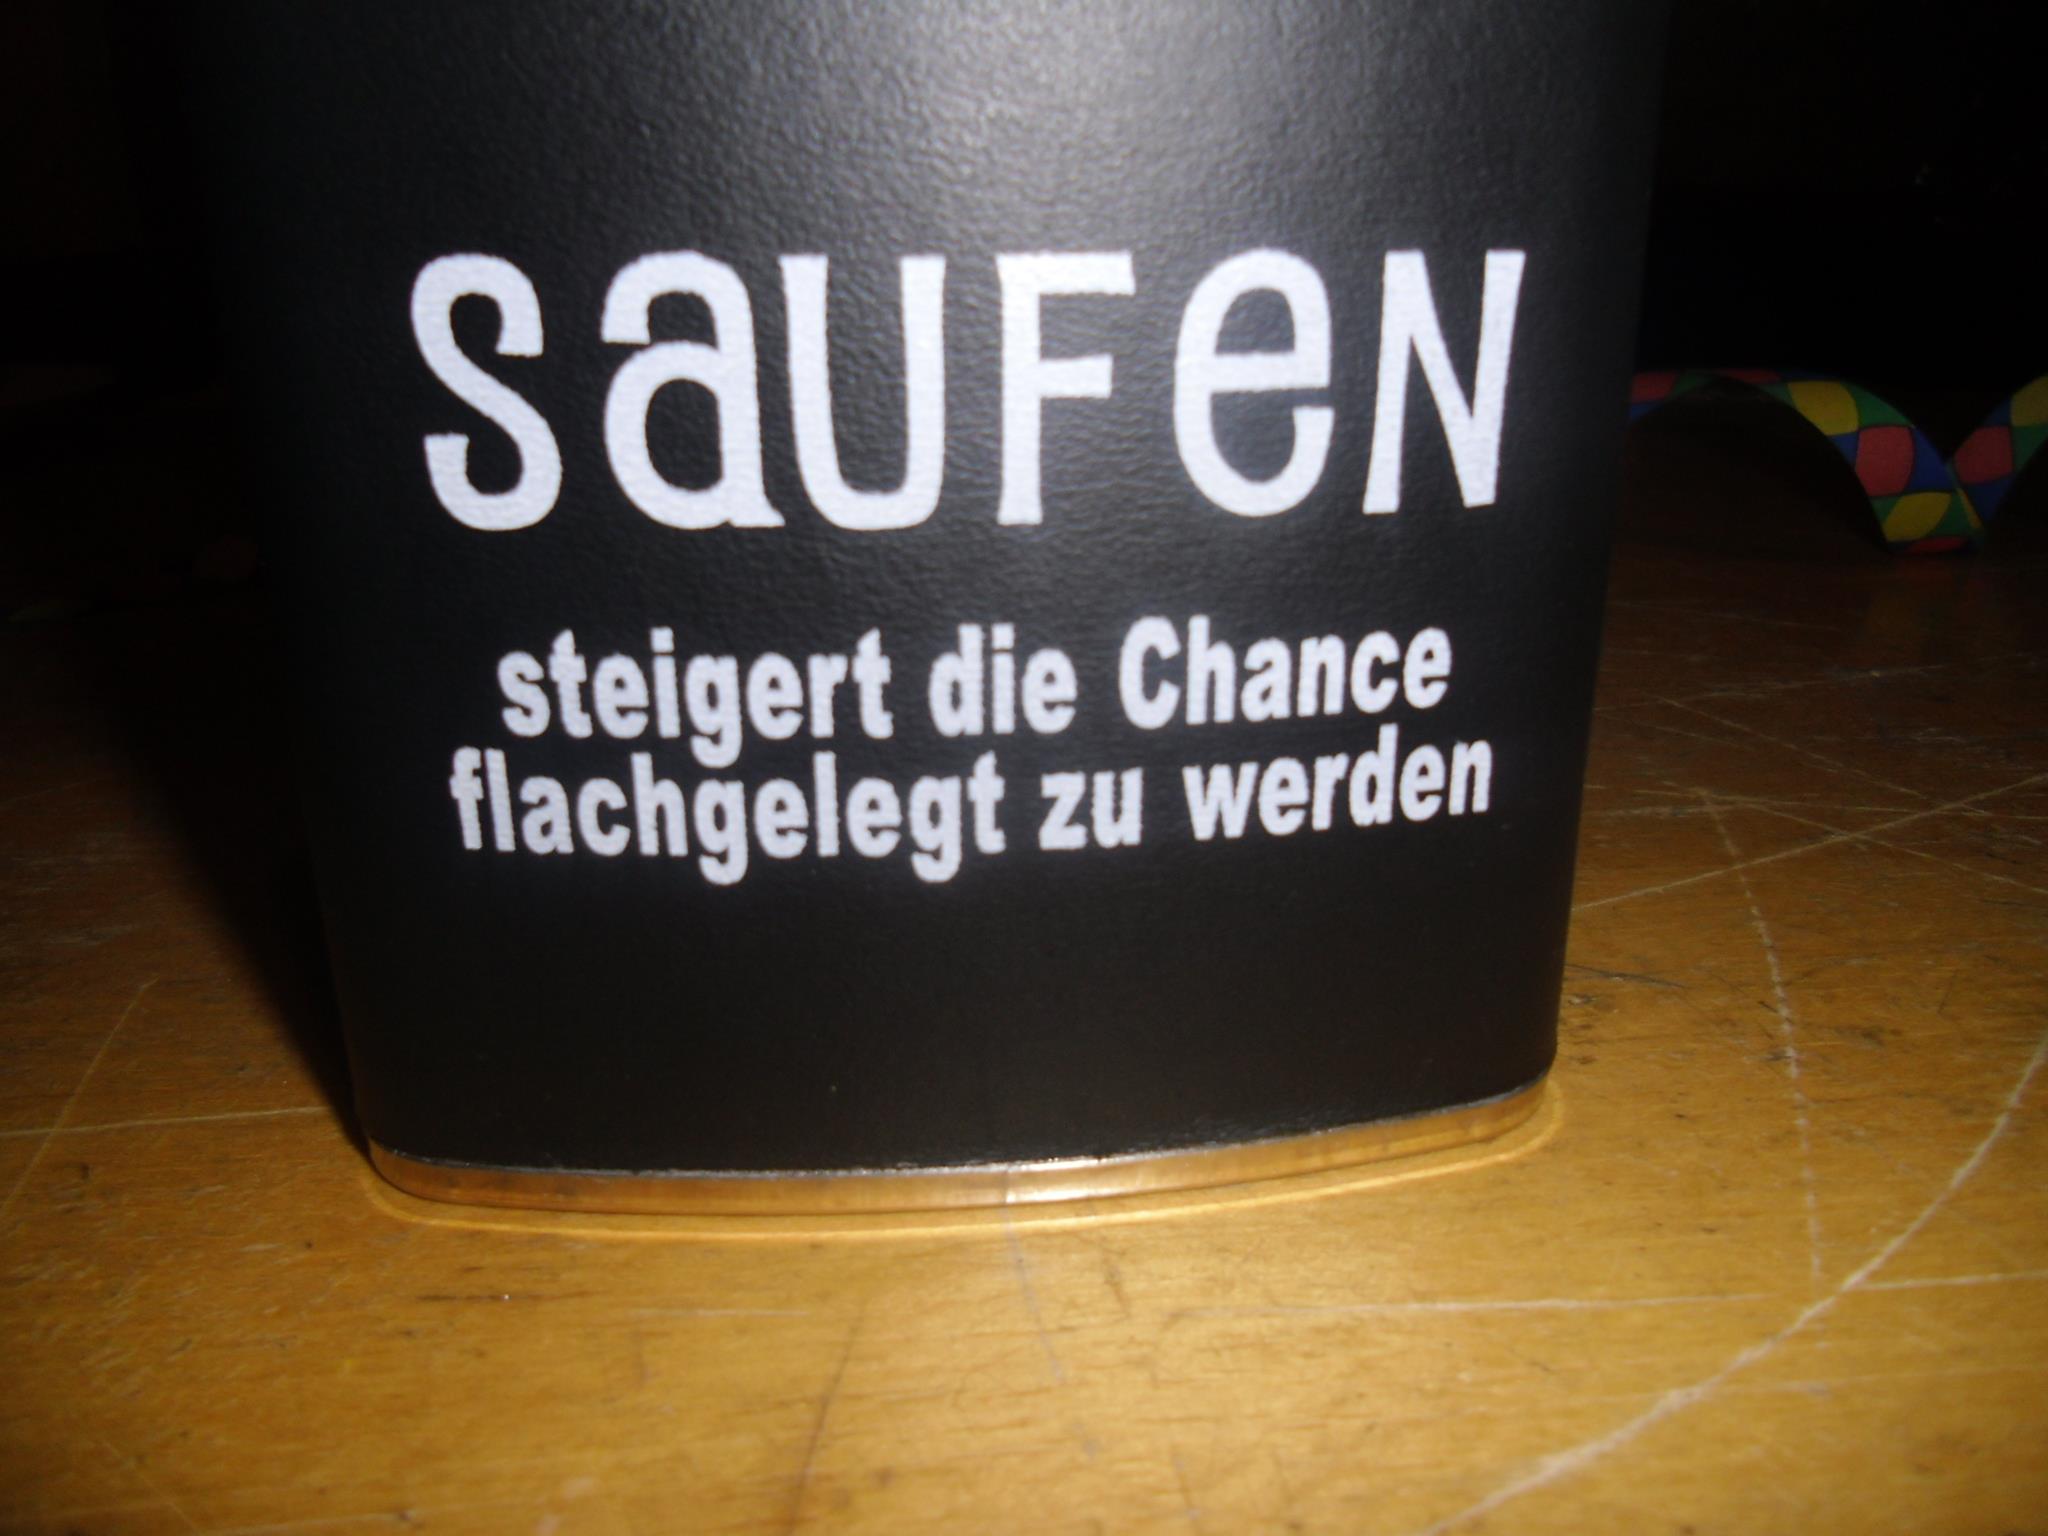 saUFeN
steigert die Chance
flachgelegt zu werden